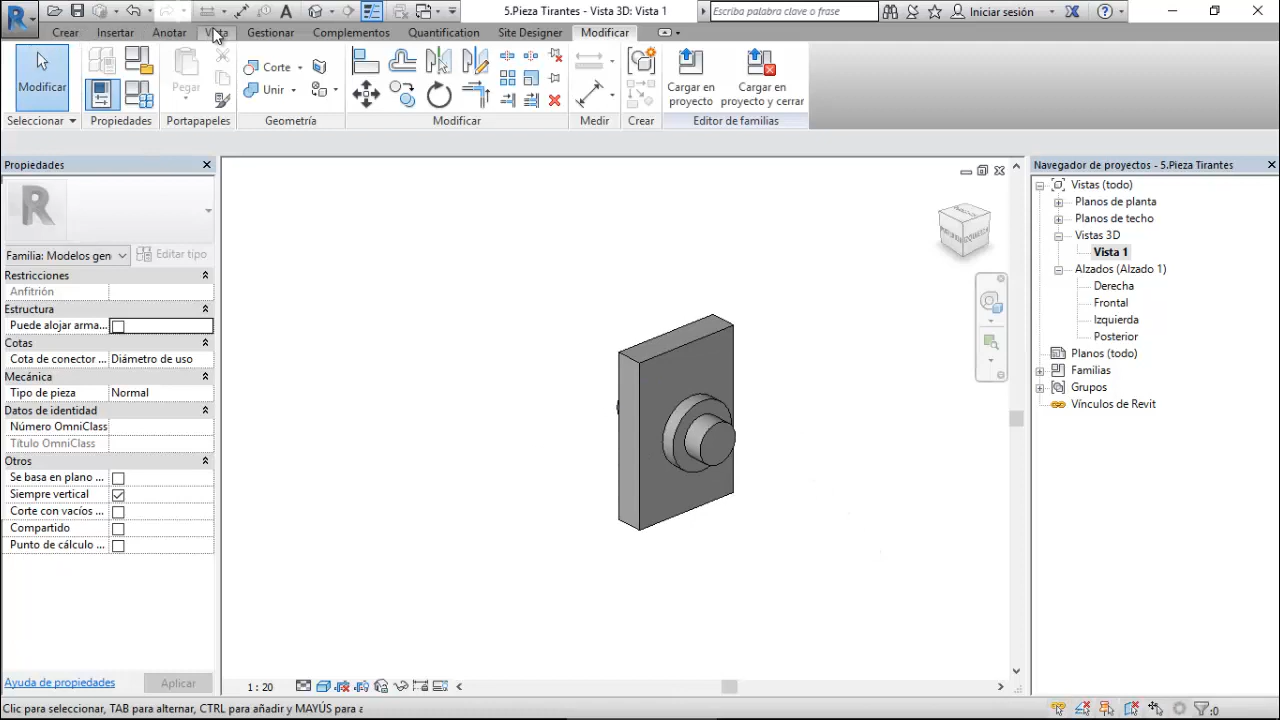 5.Pieza Tirantes - Vista 3D: Vista 1
Escriba palabra clave o frase
Iniciar sesión
Crear Insertar Anotar Vista Gestionar Complementos Quantification Site Designer Modificar
Modificar
Pegar
Corte
Unir
Cargar en
proyecto
Cargar en
proyecto y cerrar
Seleccionar Propiedades Portapapeles Geometría Modificar Medir Crear Editor de familias
Propiedades
Familia: Modelos gen
Editar tipo
Restricciones
Anfitrión
Estructura
Puede alojar arma...
Cotas
Cota de conector ... Diámetro de uso
Mecánica
Tipo de pieza Normal
Datos de identidad
Número OmniClass
Título OmniClass
Otros
Se basa en plano ...
Siempre vertical
Corte con vacíos ...
Compartido
Punto de cálculo ...
Ayuda de propiedades
Aplicar
1 : 20
Navegador de proyectos - 5.Pieza Tirantes
Vistas (todo)
Planos de planta
Planos de techo
Vistas 3D
Vista 1
Alzados (Alzado 1)
Derecha
Frontal
Izquierda
Posterior
Planos (todo)
Familias
Grupos
Vínculos de Revit
Clic para seleccionar, TAB para alternar, CTRL para añadir y MAYÚS para a
:0